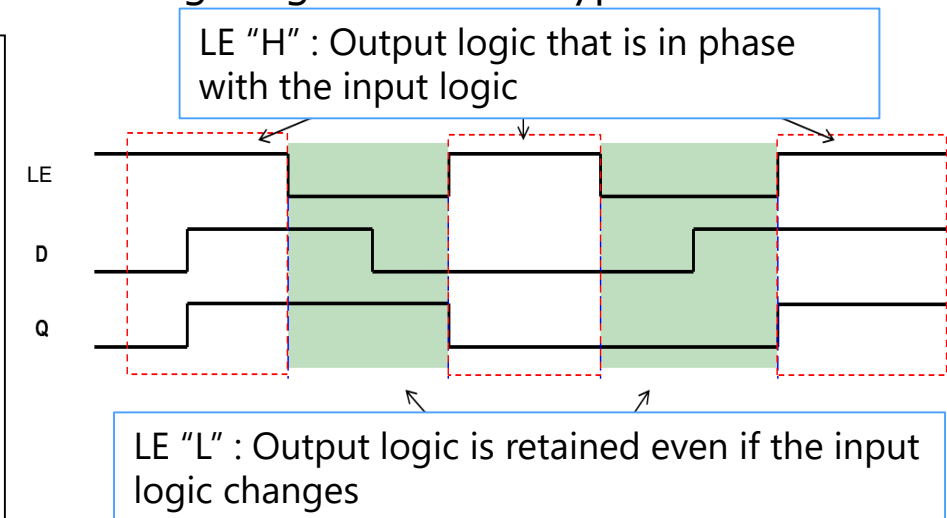 LE “H” : Output logic that is in phase
with the input logic
LE
D
Q
LE “L” : Output logic is retained even if the input
logic changes